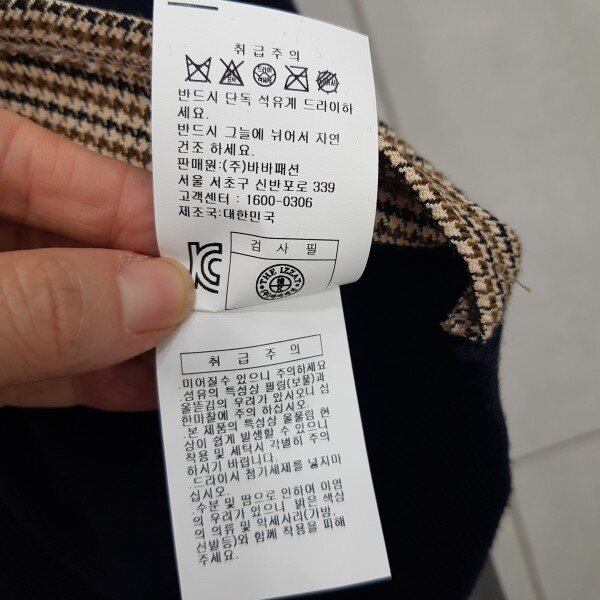 취급주의
드라이
반드시 단독 석유계 드라이하
세요.
반드시 그늘에 뉘어서 자연
건조 하세요.
판매원:(주)바바패션
서울 서초구 신반포로 339
고객센터 : 1600-0306
제조국:대한민국
검 사 필
THE IZZAT
취 급 주 의
.미어질수 있으니 주의하세요
.섬유의 특성상 필링(보풀)과
올뜯김의 우려가 있사오니 심
한마찰에 주의 하십시오.
.본 제품의 특성상 올풀림 현
상이 쉽게 발생할 수 있으니
착용 및 세탁시 각별히 주의
하시기 바랍니다.
.드라이시 첨가세제를 넣지마
십시오.
.수분 및 땀으로 인하여 이염
의 우려가 있으니 밝은 색상
의 의류 및 악세사리(가방,
신발등)와 함께 착용을 피해
주세요.